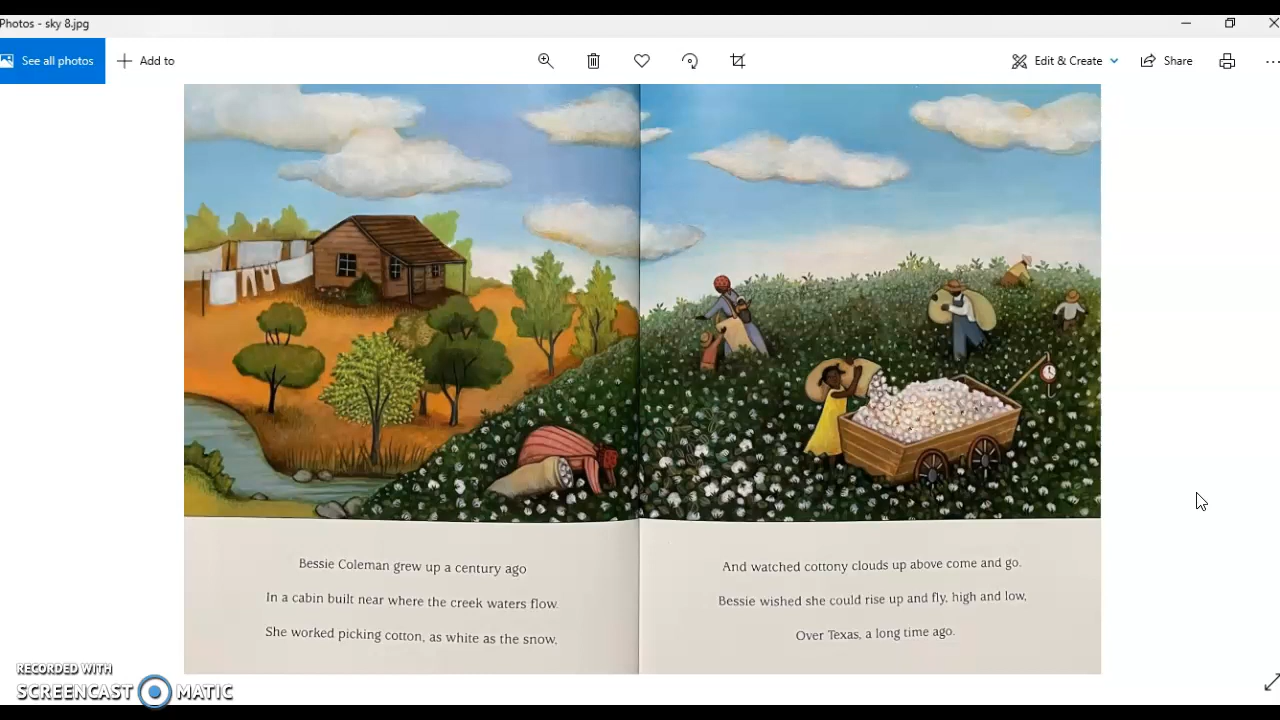 Photos - sky 8.jpg
See all photos
Add to
Edit & Create
Share
Bessie Coleman grew up a century ago
In a cabin built near where the creek waters flow.
She worked picking cotton, as white as the snow,
And watched cottony clouds up above come and go.
Bessie wished she could rise up and fly, high and low,
Over Texas, a long time ago.
RECORDED WITH
SCREENCAST MATIC